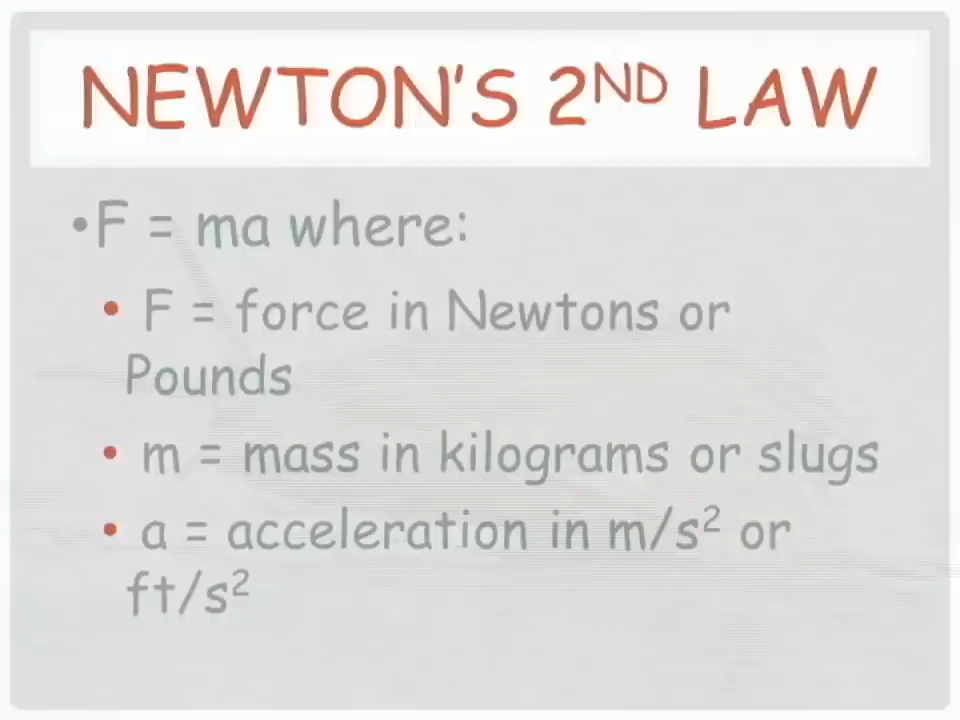 NEWTON'S 2ND LAW
•F = ma where:
• F = force in Newtons or
Pounds
• m = mass in kilograms or slugs
• a = acceleration in m/s² or
ft/s²